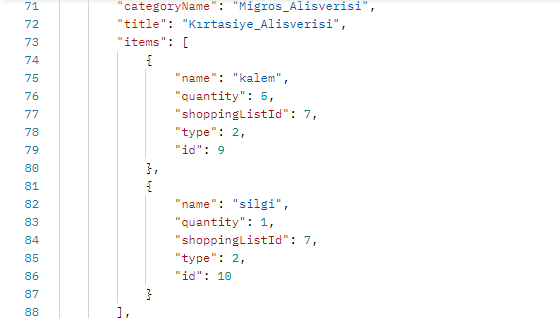 71 "categoryName": "Migros_Alisverisi",
72 "title": "Kırtasiye_Alisverisi",
73 "items": [
74 {
75 "name": "kalem",
76 "quantity": 5,
77 "shoppingListId": 7,
78 "type": 2,
79 "id": 9
80 },
81 {
82 "name": "silgi",
83 "quantity": 1,
84 "shoppingListId": 7,
85 "type": 2,
86 "id": 10
87 }
88 ],